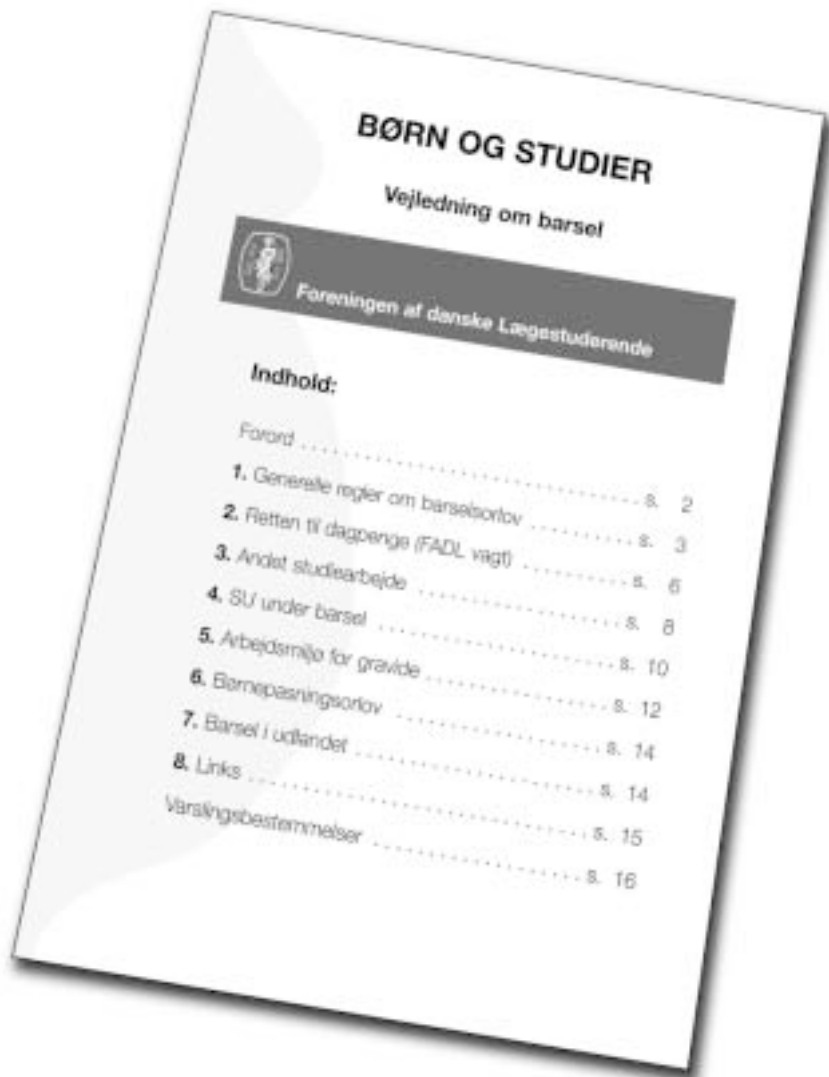 BØRN OG STUDIER
Vejledning om barsel
Foreningen af danske Lægestuderende
Indhold:
Forord . . . . . . . . . . . . . . . . . . . . . . . . . . . . . . s. 2
1. Generelle regler om barselsorlov . . . . . . . . . . . s. 3
2. Retten til dagpenge (FADL vagt) . . . . . . . . . . . s. 6
3. Andet studiearbejde . . . . . . . . . . . . . . . . . . . . s. 8
4. SU under barsel . . . . . . . . . . . . . . . . . . . . . . . s. 10
5. Arbejdsmiljø for gravide . . . . . . . . . . . . . . . . . s. 12
6. Børnepasningsorlov . . . . . . . . . . . . . . . . . . . . s. 14
7. Barsel i udlandet . . . . . . . . . . . . . . . . . . . . . . s. 14
8. Links . . . . . . . . . . . . . . . . . . . . . . . . . . . . . . s. 15
Varslingsbestemmelser . . . . . . . . . . . . . . . . . . . s. 16